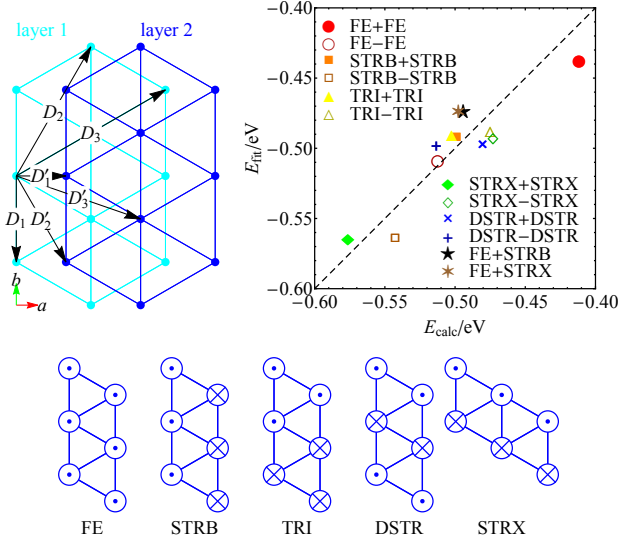 layer 1 layer 2
D₂
D₃
D′₁
D′₃
D₁ D′₂
b
a
−0.40
−0.45
−0.50
−0.55
−0.60
E_fit/eV
FE+FE
FE−FE
STRB+STRB
STRB−STRB
TRI+TRI
TRI−TRI
STRX+STRX
STRX−STRX
DSTR+DSTR
DSTR−DSTR
FE+STRB
FE+STRX
−0.60 −0.55 −0.50 −0.45 −0.40
E_calc/eV
FE STRB TRI DSTR STRX